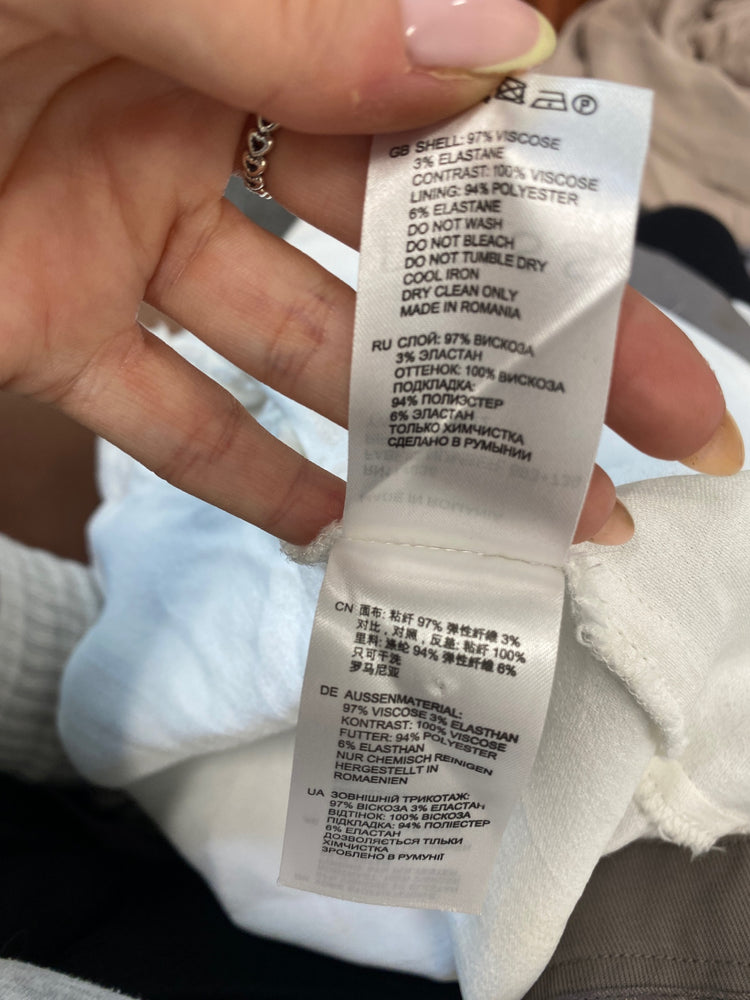 GB SHELL: 97% VISCOSE
3% ELASTANE
CONTRAST: 100% VISCOSE
LINING: 94% POLYESTER
6% ELASTANE
DO NOT WASH
DO NOT BLEACH
DO NOT TUMBLE DRY
COOL IRON
DRY CLEAN ONLY
MADE IN ROMANIA
RU СЛОЙ: 97% ВИСКОЗА
3% ЭЛАСТАН
ОТТЕНОК: 100% ВИСКОЗА
ПОДКЛАДКА:
94% ПОЛИЭСТЕР
6% ЭЛАСТАН
ТОЛЬКО ХИМЧИСТКА
СДЕЛАНО В РУМЫНИИ
CN 面布: 粘纤 97% 弹性纤维 3%
对比，对照，反差: 粘纤 100%
里料: 涤纶 94% 弹性纤维 6%
只可干洗
罗马尼亚
DE AUSSENMATERIAL:
97% VISCOSE 3% ELASTHAN
KONTRAST: 100% VISCOSE
FUTTER: 94% POLYESTER
6% ELASTHAN
NUR CHEMISCH REINIGEN
HERGESTELLT IN
ROMAENIEN
UA ЗОВНІШНІЙ ТРИКОТАЖ:
97% ВІСКОЗА 3% ЕЛАСТАН
ВІДТІНОК: 100% ВІСКОЗА
ПІДКЛАДКА: 94% ПОЛІЕСТЕР
6% ЕЛАСТАН
ДОЗВОЛЯЄТЬСЯ ТІЛЬКИ
ХІМЧИСТКА
ЗРОБЛЕНО В РУМУНІЇ